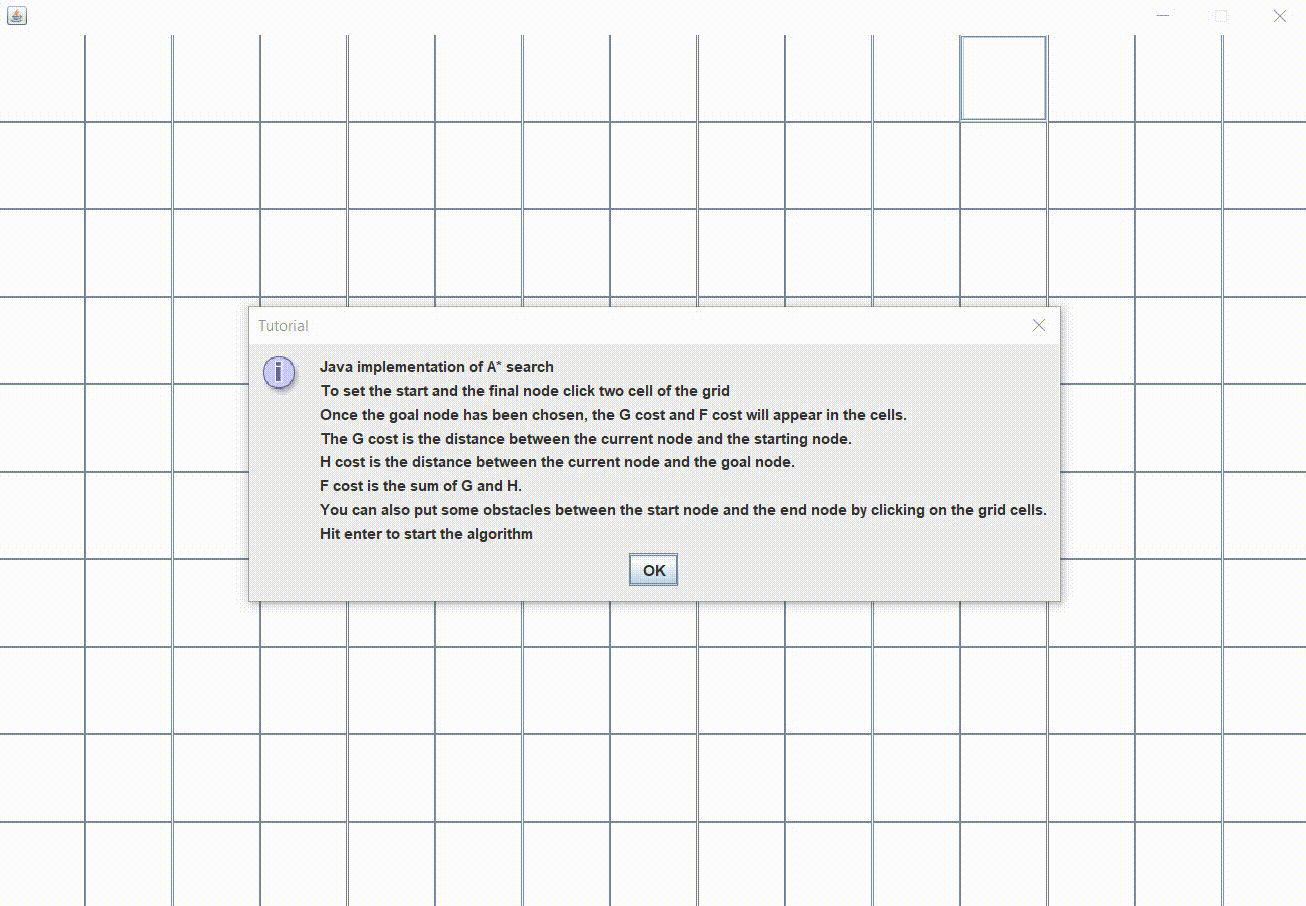 Tutorial
Java implementation of A* search
To set the start and the final node click two cell of the grid
Once the goal node has been chosen, the G cost and F cost will appear in the cells.
The G cost is the distance between the current node and the starting node.
H cost is the distance between the current node and the goal node.
F cost is the sum of G and H.
You can also put some obstacles between the start node and the end node by clicking on the grid cells.
Hit enter to start the algorithm
OK